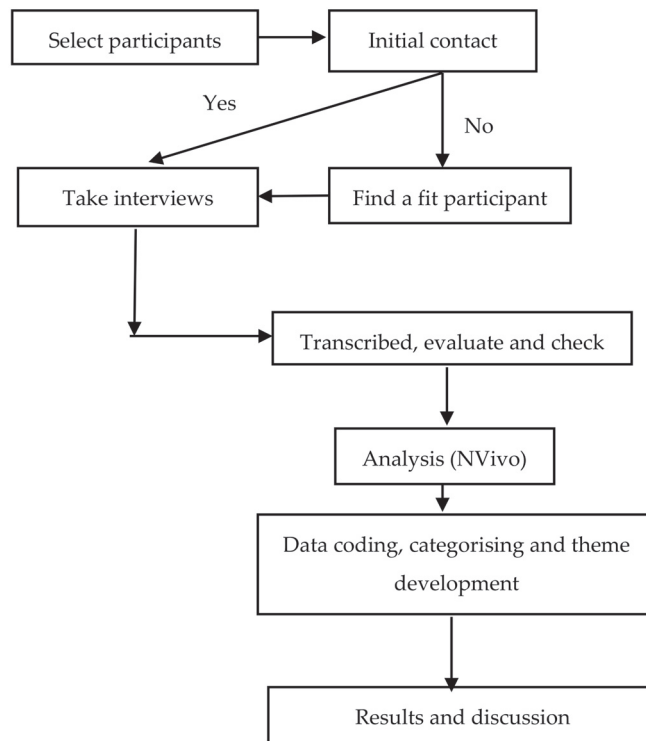 Select participants
Initial contact
Yes
No
Take interviews
Find a fit participant
Transcribed, evaluate and check
Analysis (NVivo)
Data coding, categorising and theme
development
Results and discussion